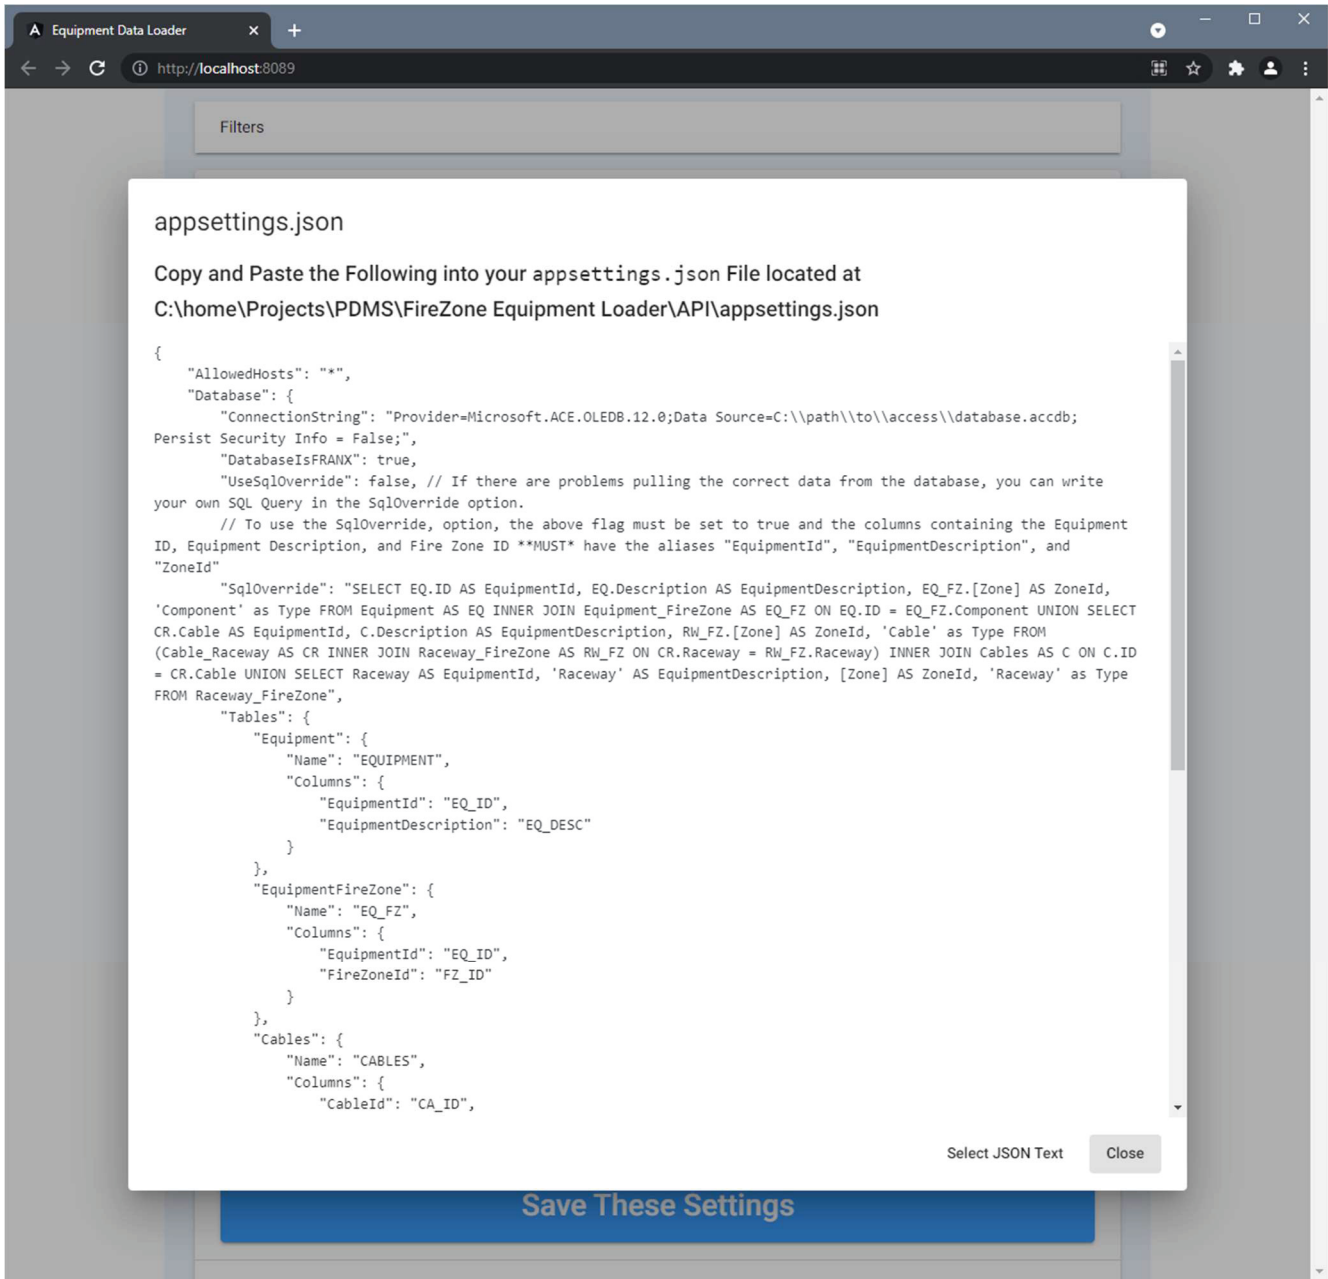 Equipment Data Loader
http://localhost:8089
Filters
appsettings.json
Copy and Paste the Following into your appsettings.json File located at
C:\home\Projects\PDMS\FireZone Equipment Loader\API\appsettings.json
{
    "AllowedHosts": "*",
    "Database": {
        "ConnectionString": "Provider=Microsoft.ACE.OLEDB.12.0;Data Source=C:\\path\\to\\access\\database.accdb;
Persist Security Info = False;",
        "DatabaseIsFRANX": true,
        "UseSqlOverride": false, // If there are problems pulling the correct data from the database, you can write
your own SQL Query in the SqlOverride option.
        // To use the SqlOverride, option, the above flag must be set to true and the columns containing the Equipment
ID, Equipment Description, and Fire Zone ID **MUST* have the aliases "EquipmentId", "EquipmentDescription", and
"ZoneId"
        "SqlOverride": "SELECT EQ.ID AS EquipmentId, EQ.Description AS EquipmentDescription, EQ_FZ.[Zone] AS ZoneId,
'Component' as Type FROM Equipment AS EQ INNER JOIN Equipment_FireZone AS EQ_FZ ON EQ.ID = EQ_FZ.Component UNION SELECT
CR.Cable AS EquipmentId, C.Description AS EquipmentDescription, RW_FZ.[Zone] AS ZoneId, 'Cable' as Type FROM
(Cable_Raceway AS CR INNER JOIN Raceway_FireZone AS RW_FZ ON CR.Raceway = RW_FZ.Raceway) INNER JOIN Cables AS C ON C.ID
= CR.Cable UNION SELECT Raceway AS EquipmentId, 'Raceway' AS EquipmentDescription, [Zone] AS ZoneId, 'Raceway' as Type
FROM Raceway_FireZone",
        "Tables": {
            "Equipment": {
                "Name": "EQUIPMENT",
                "Columns": {
                    "EquipmentId": "EQ_ID",
                    "EquipmentDescription": "EQ_DESC"
                }
            },
            "EquipmentFireZone": {
                "Name": "EQ_FZ",
                "Columns": {
                    "EquipmentId": "EQ_ID",
                    "FireZoneId": "FZ_ID"
                }
            },
            "Cables": {
                "Name": "CABLES",
                "Columns": {
                    "CableId": "CA_ID",
Select JSON Text
Close
Save These Settings